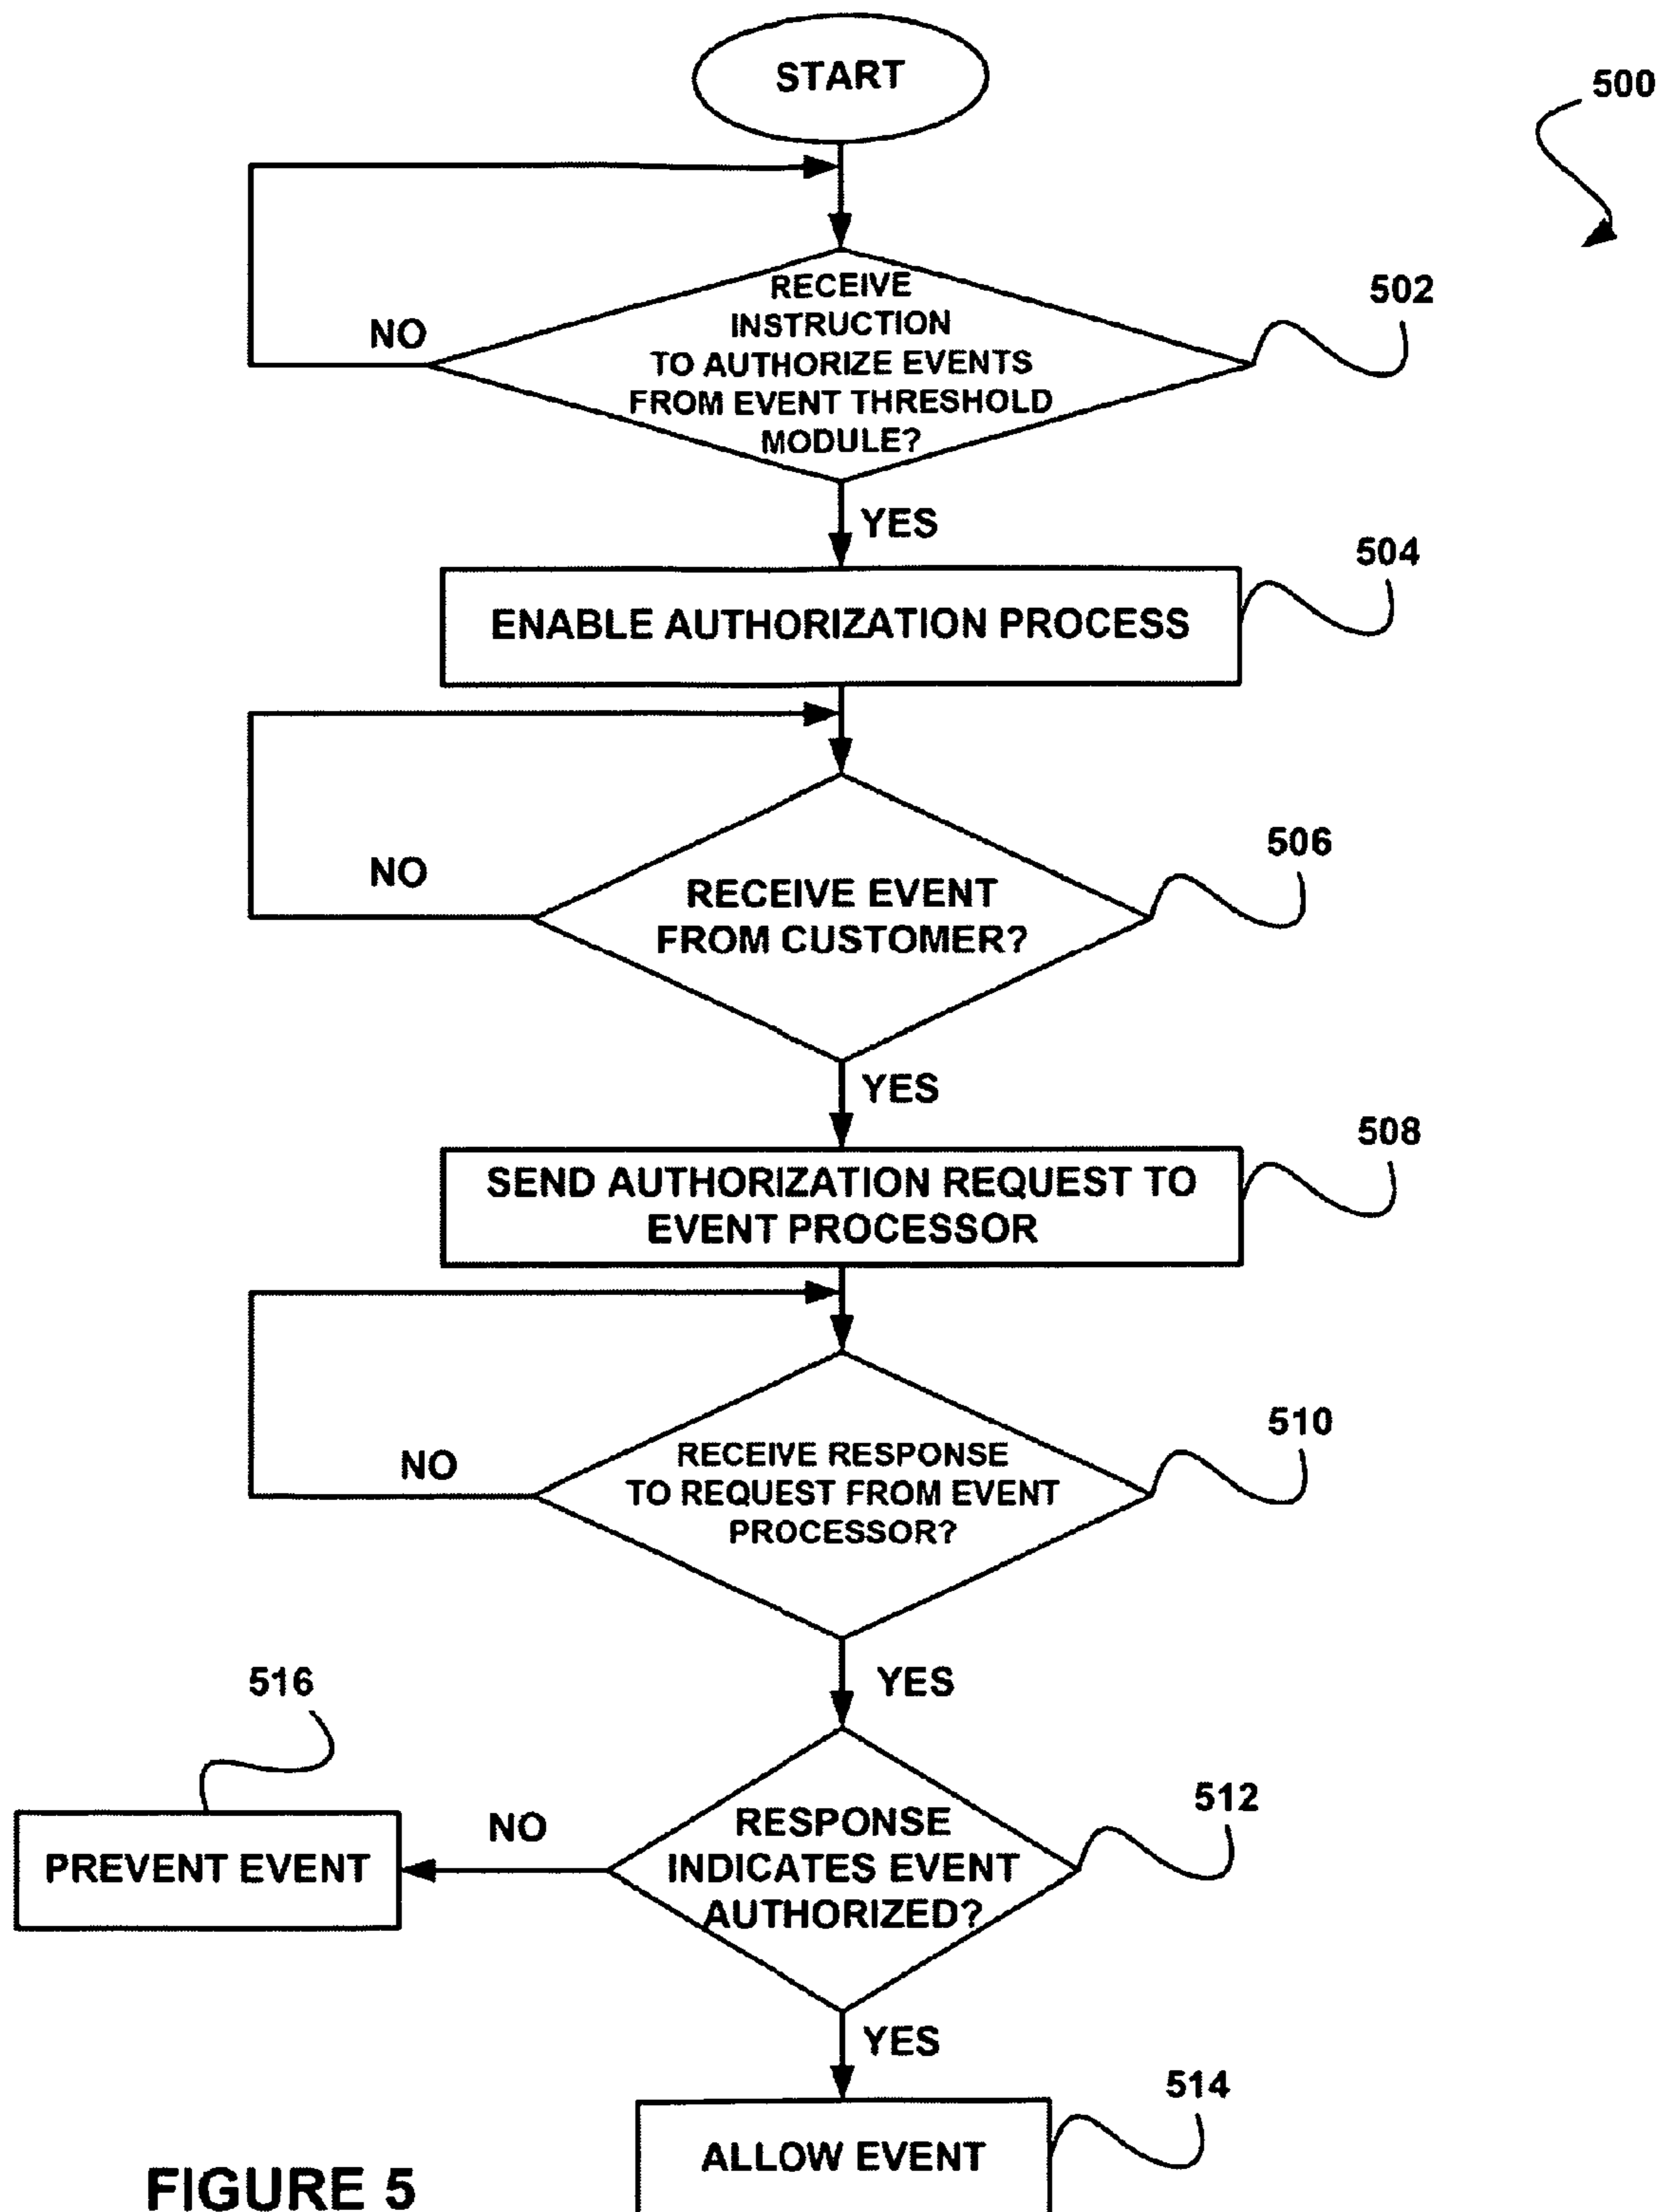 START
500
RECEIVE
INSTRUCTION
TO AUTHORIZE EVENTS
FROM EVENT THRESHOLD
MODULE?
502
NO
YES
504
ENABLE AUTHORIZATION PROCESS
506
NO
RECEIVE EVENT
FROM CUSTOMER?
YES
508
SEND AUTHORIZATION REQUEST TO
EVENT PROCESSOR
510
NO
RECEIVE RESPONSE
TO REQUEST FROM EVENT
PROCESSOR?
YES
516
512
NO
RESPONSE
INDICATES EVENT
AUTHORIZED?
PREVENT EVENT
YES
514
ALLOW EVENT
FIGURE 5